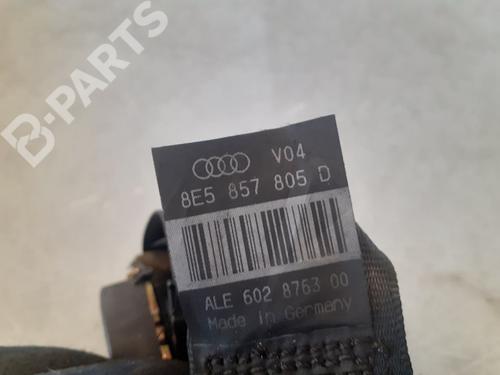 B-PARTS
V04
8E5 857 805 D
ALE 602 8763 00
Made in Germany